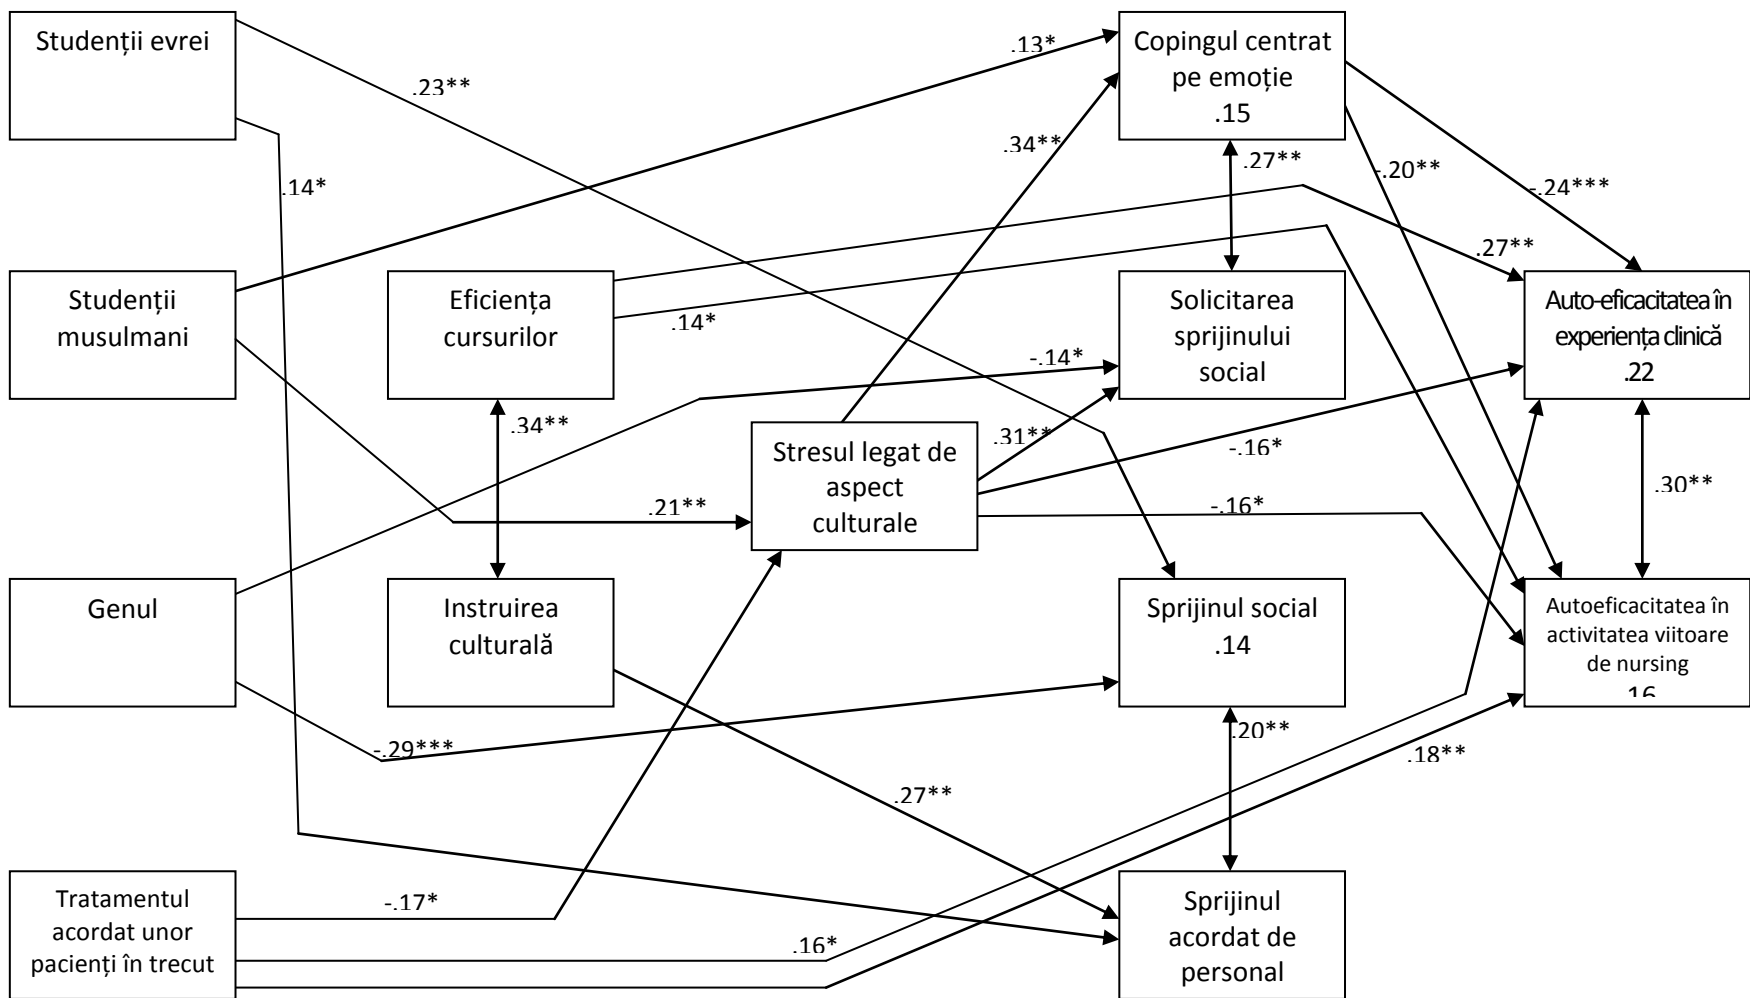 Studenții evrei
Copingul centrat
pe emoție
.15
.13*
.23**
.34**
.27**
-.20**
-.24***
.14*
.27**
Studenții
musulmani
Eficiența
cursurilor
.14*
Solicitarea
sprijinului
social
Auto-eficacitatea în
experiența clinică
.22
-.14*
.34**
Stresul legat de
aspect
culturale
.31**
-.16*
.21**
-.16*
.30**
Genul
Instruirea
culturală
Sprijinul social
.14
Autoeficacitatea în
activitatea viitoare
de nursing
.16
-.29***
.20**
.18**
.27**
Tratamentul
acordat unor
pacienți în trecut
-.17*
.16*
Sprijinul
acordat de
personal